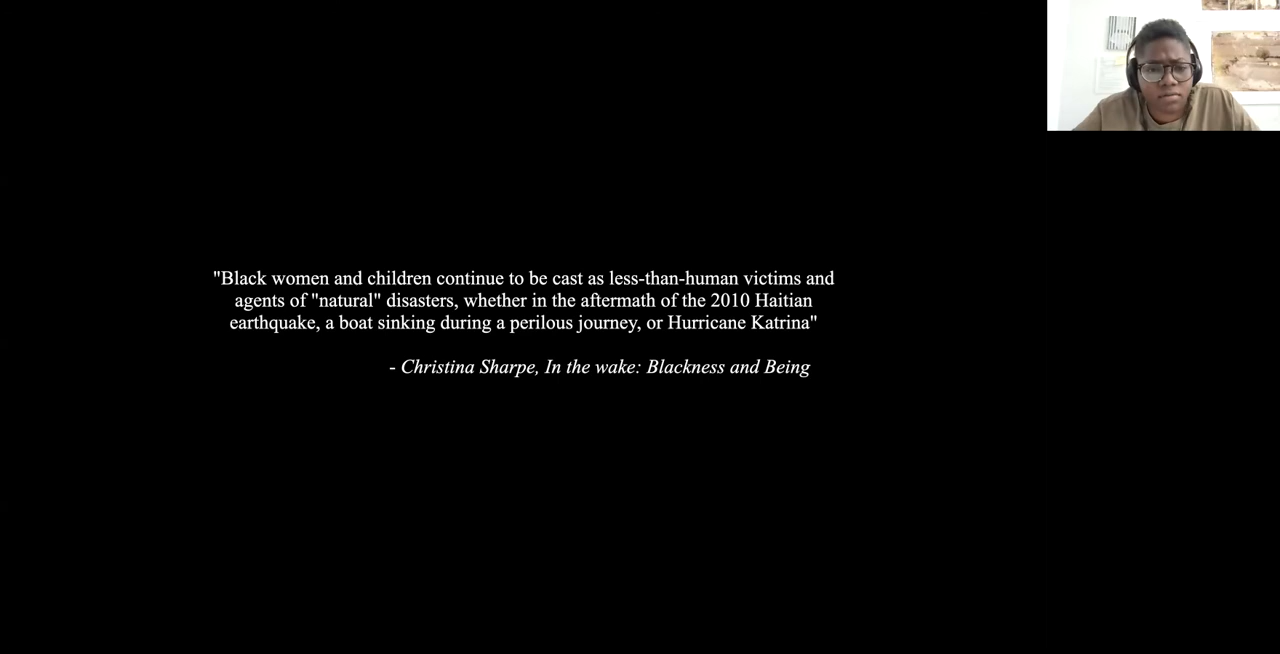 "Black women and children continue to be cast as less-than-human victims and
agents of "natural" disasters, whether in the aftermath of the 2010 Haitian
earthquake, a boat sinking during a perilous journey, or Hurricane Katrina"
- Christina Sharpe, In the wake: Blackness and Being